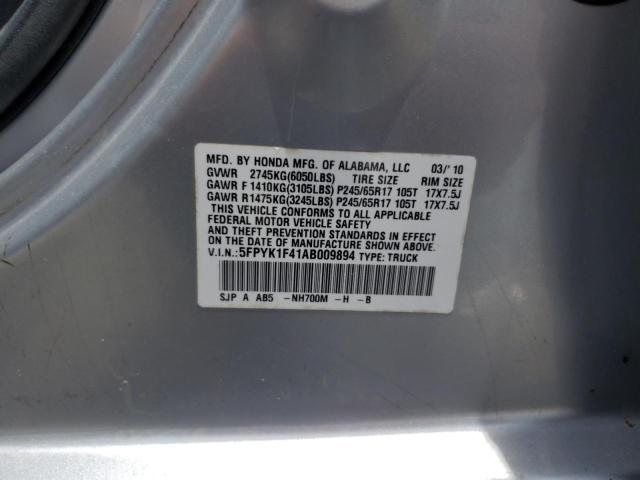 MFD. BY HONDA MFG. OF ALABAMA, LLC 03/'10
GVWR 2745KG(6050LBS) TIRE SIZE RIM SIZE
GAWR F 1410KG(3105LBS) P245/65R17 105T 17X7.5J
GAWR R1475KG(3245LBS) P245/65R17 105T 17X7.5J
THIS VEHICLE CONFORMS TO ALL APPLICABLE
FEDERAL MOTOR VEHICLE SAFETY
AND THEFT PREVENTION STANDARDS IN EFFECT
ON THE DATE OF MANUFACTURE SHOWN ABOVE.
V.I.N.:5FPYK1F41AB009894 TYPE: TRUCK
SJP A AB5 -NH700M -H -B